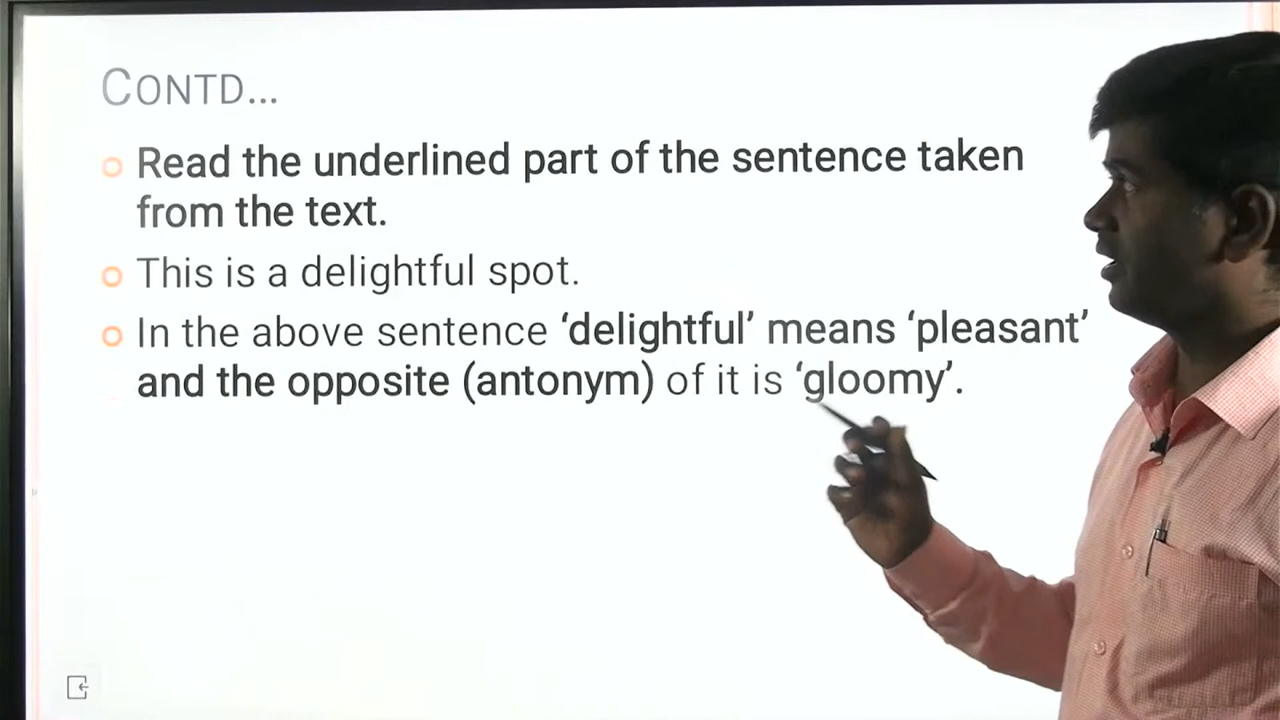 CONTD...
Read the underlined part of the sentence taken
from the text.
This is a delightful spot.
In the above sentence ‘delightful’ means ‘pleasant’
and the opposite (antonym) of it is ‘gloomy’.